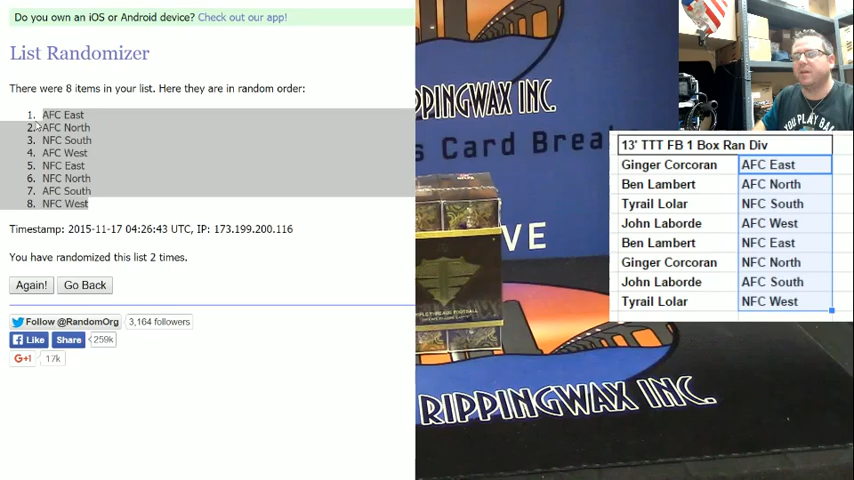 Do you own an iOS or Android device? Check out our app!
List Randomizer
There were 8 items in your list. Here they are in random order:
1. AFC East
2. AFC North
3. NFC South
4. AFC West
5. NFC East
6. NFC North
7. AFC South
8. NFC West
Timestamp: 2015-11-17 04:26:43 UTC, IP: 173.199.200.116
You have randomized this list 2 times.
Again! Go Back
Follow @RandomOrg 3,164 followers
Like Share 259k
G+1 17k
PPINGWAX INC.
s Card Brea
VE
RIPPINGWAX INC.
YOU PLAY
13' TTT FB 1 Box Ran Div
Ginger Corcoran AFC East
Ben Lambert AFC North
Tyrail Lolar NFC South
John Laborde AFC West
Ben Lambert NFC East
Ginger Corcoran NFC North
John Laborde AFC South
Tyrail Lolar NFC West